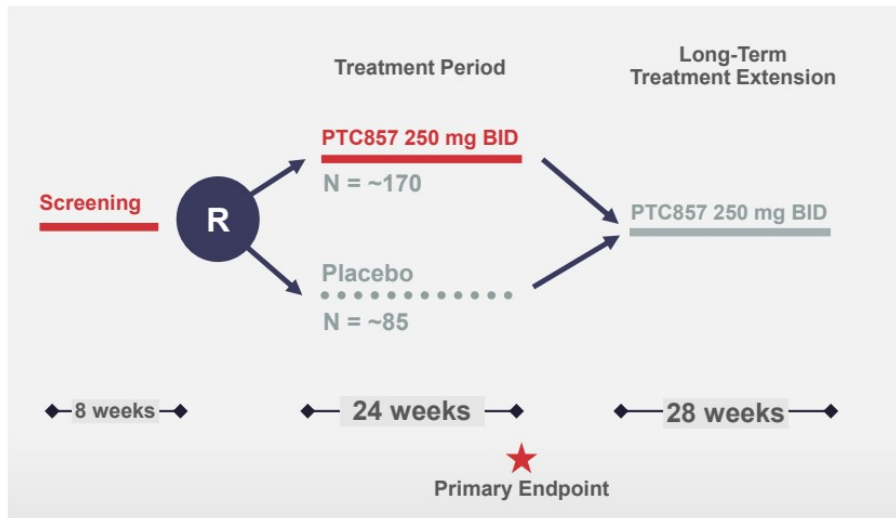 Treatment Period
Long-Term
Treatment Extension
Screening
R
PTC857 250 mg BID
N = ~170
Placebo
N = ~85
PTC857 250 mg BID
8 weeks
24 weeks
28 weeks
Primary Endpoint